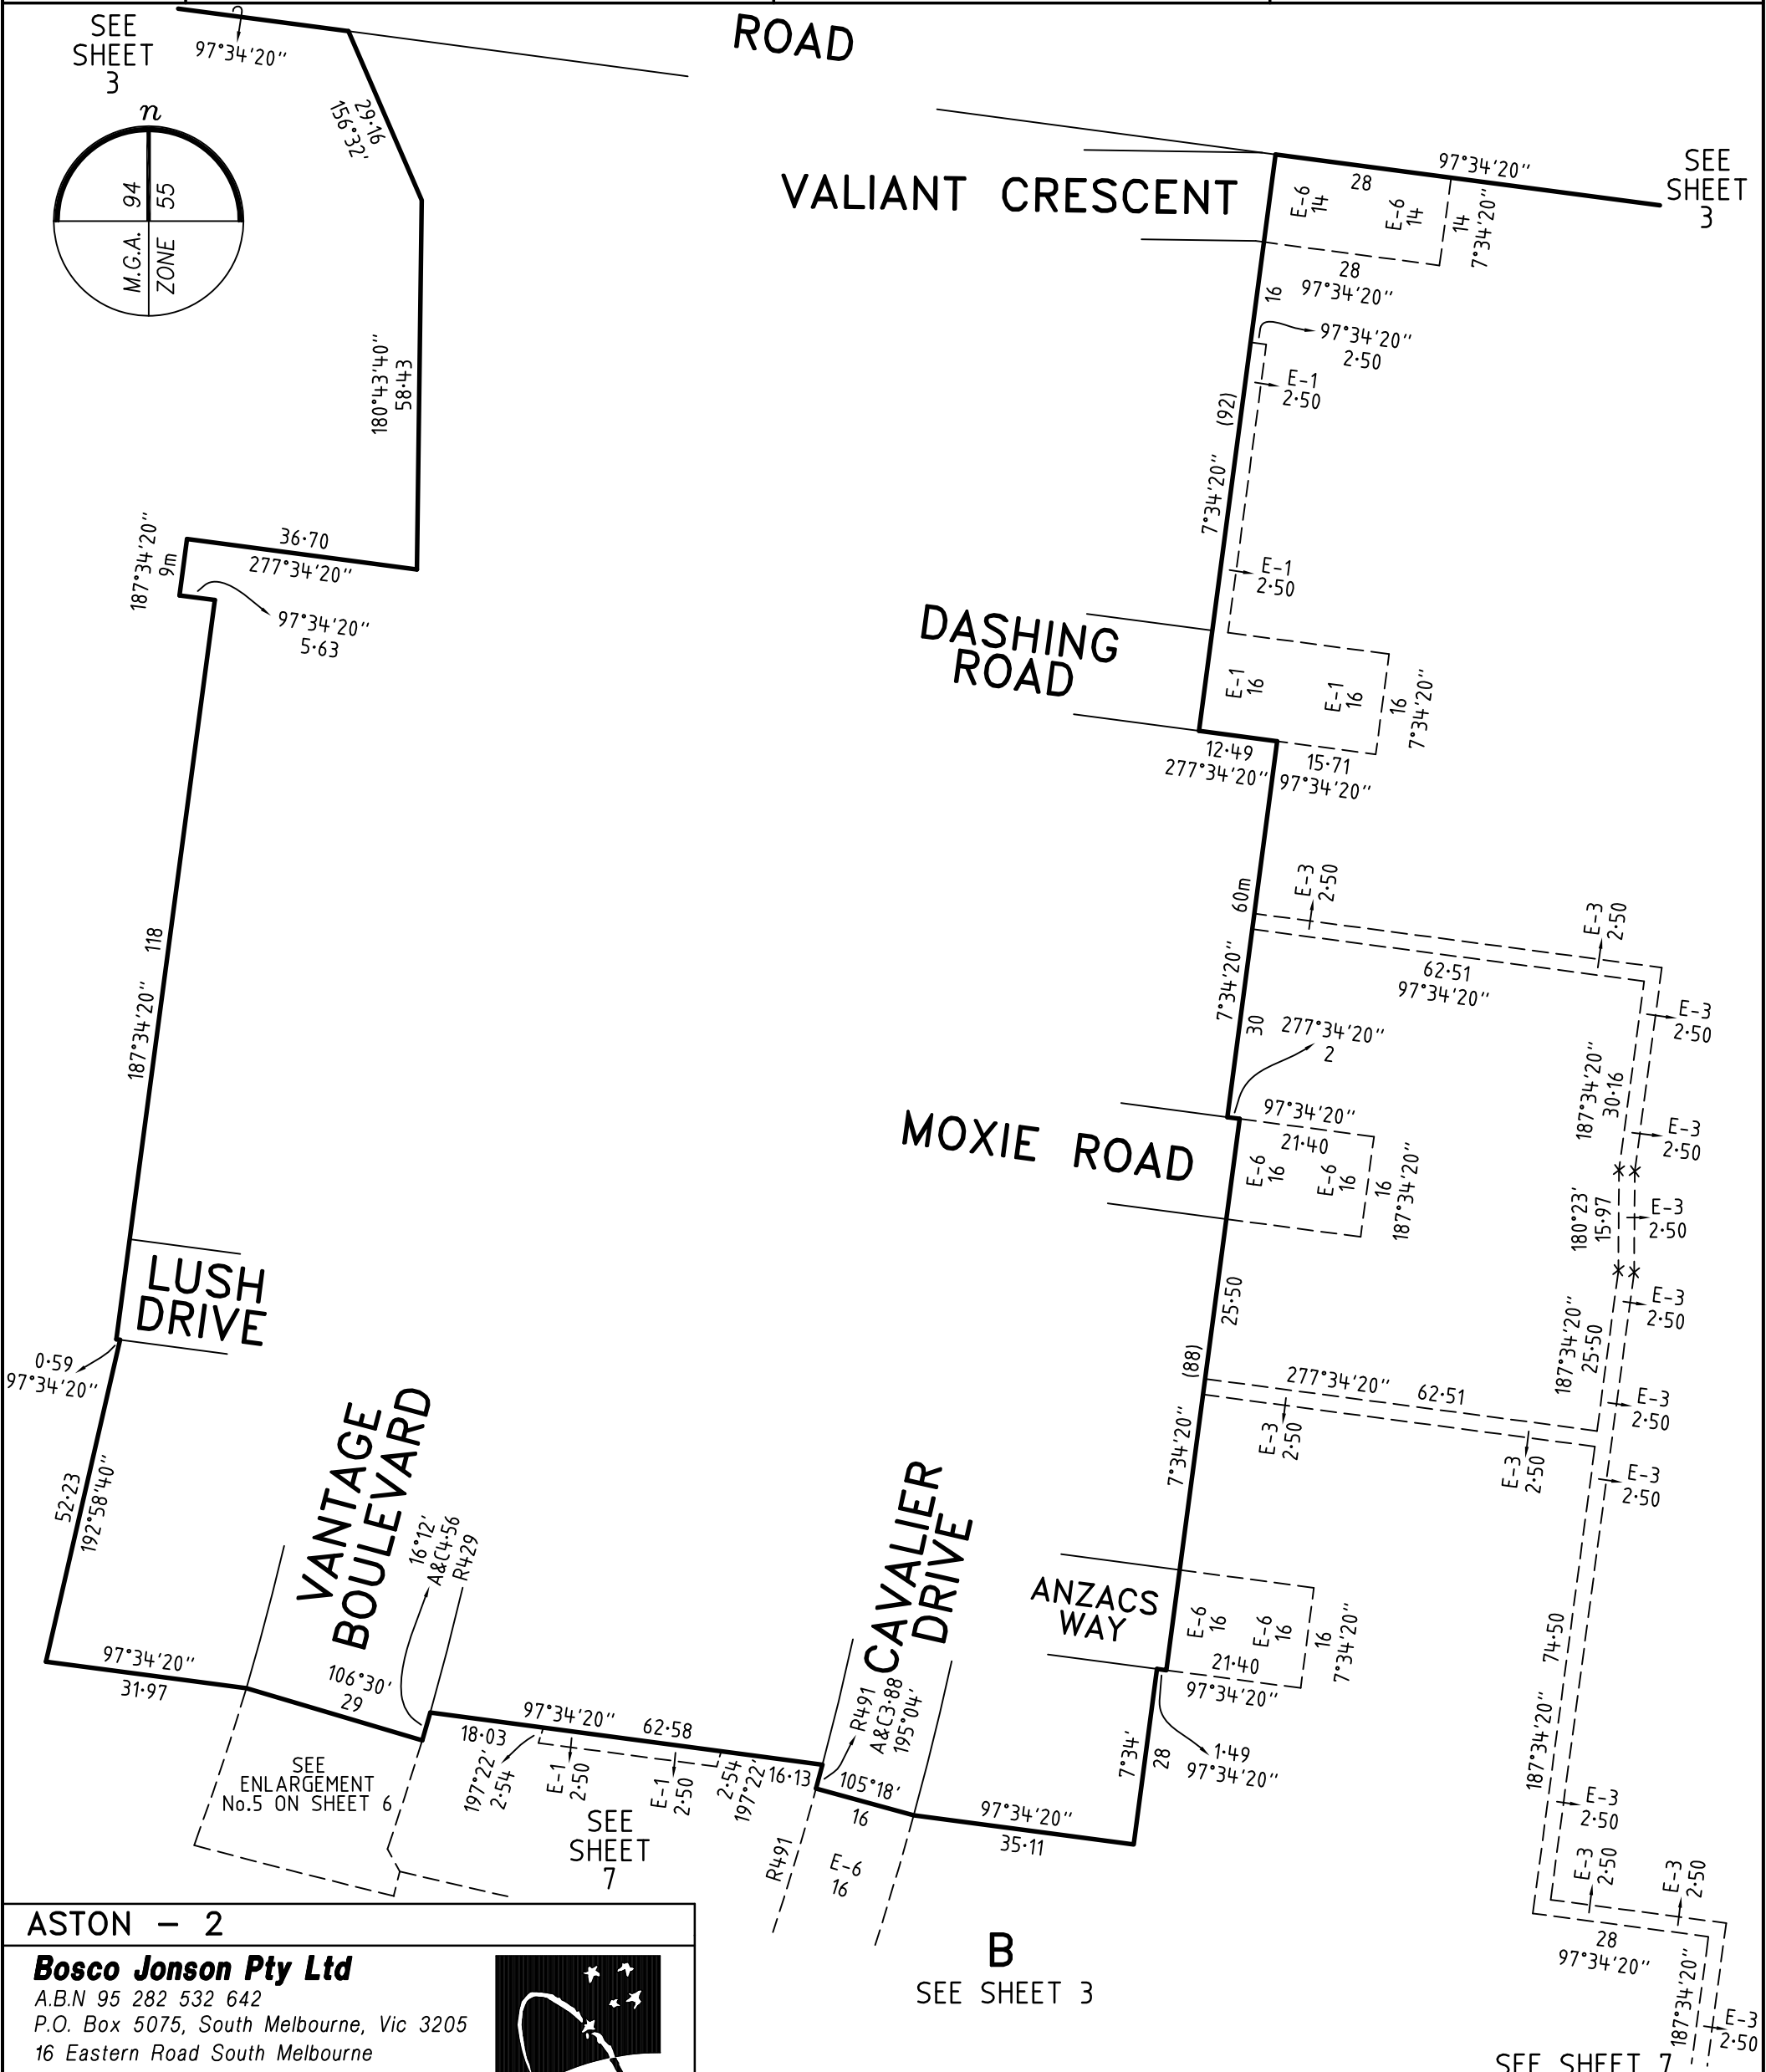 SEE
SHEET
3
97°34'20"
ROAD
n
94
55
M.G.A.
ZONE
29·16
156°32'
VALIANT CRESCENT
97°34'20"
28
SEE
SHEET
3
E-6
14
E-6
14
14
7°34'20"
28
97°34'20"
16
97°34'20"
2·50
180°43'40"
58·43
E-1
2·50
(92)
7°34'20"
187°34'20"
9m
36·70
277°34'20"
97°34'20"
5·63
E-1
2·50
DASHING
ROAD
E-1
16
E-1
16
16
7°34'20"
12·49
277°34'20"
15·71
97°34'20"
60m
E-3
2·50
E-3
2·50
118
187°34'20"
7°34'20"
62·51
97°34'20"
E-3
2·50
30
277°34'20"
2
187°34'20"
30·16
MOXIE ROAD
97°34'20"
21·40
E-6
16
E-6
16
16
187°34'20"
E-3
2·50
180°23'
15·97
E-3
2·50
LUSH
DRIVE
25·50
E-3
2·50
0·59
97°34'20"
(88)
277°34'20" 62·51
187°34'20"
25·50
E-3
2·50
7°34'20"
E-3
2·50
E-3
2·50
E-3
2·50
52·23
192°58'40"
VANTAGE
BOULEVARD
16°12'
A&C4·56
R429
CAVALIER
DRIVE
ANZACS
WAY
E-6
16
E-6
16
16
7°34'20"
21·40
97°34'20"
74·50
187°34'20"
97°34'20"
31·97
106°30'
29
R491
A&C3·88
195°04'
18·03
97°34'20"
62·58
197°22'
2·54
E-1
2·50
E-1
2·50
2·54
197°22'
16·13
105°18'
16
7°34'
28
1·49
97°34'20"
97°34'20"
35·11
SEE
ENLARGEMENT
No.5 ON SHEET 6
SEE
SHEET
7
R491
E-6
16
E-3
2·50
E-3
2·50
E-3
2·50
28
97°34'20"
187°34'20"
E-3
2·50
B
SEE SHEET 3
SEE SHEET 7
ASTON - 2
Bosco Jonson Pty Ltd
A.B.N 95 282 532 642
P.O. Box 5075, South Melbourne, Vic 3205
16 Eastern Road South Melbourne